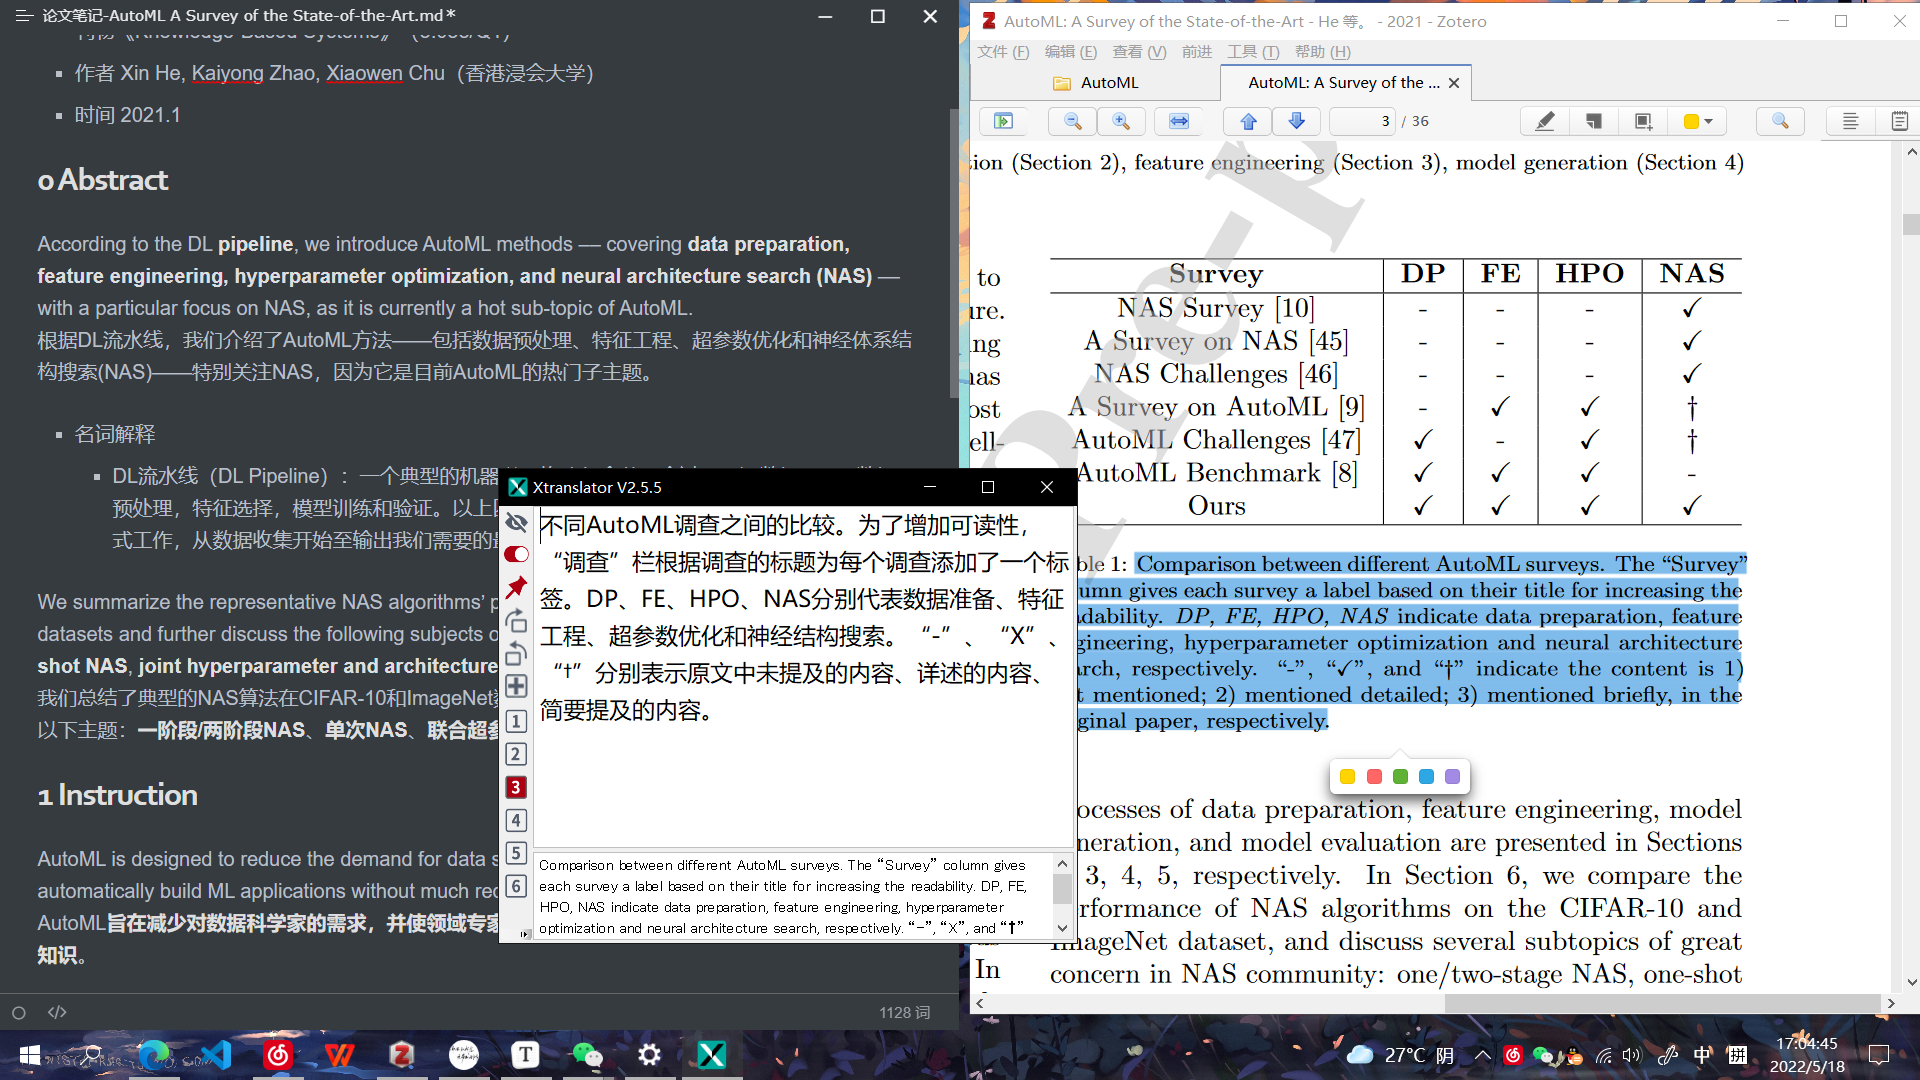 论文笔记-AutoML A Survey of the State-of-the-Art.md*
作者 Xin He, Kaiyong Zhao, Xiaowen Chu（香港浸会大学）
时间 2021.1
0 Abstract
According to the DL pipeline, we introduce AutoML methods — covering data preparation,
feature engineering, hyperparameter optimization, and neural architecture search (NAS) —
with a particular focus on NAS, as it is currently a hot sub-topic of AutoML.
根据DL流水线，我们介绍了AutoML方法——包括数据预处理、特征工程、超参数优化和神经体系结
构搜索(NAS)——特别关注NAS，因为它是目前AutoML的热门子主题。
名词解释
DL流水线（DL Pipeline）：一个典型的机器
预处理，特征选择，模型训练和验证。以上
式工作，从数据收集开始至输出我们需要的
We summarize the representative NAS algorithms’ p
datasets and further discuss the following subjects o
shot NAS, joint hyperparameter and architecture
我们总结了典型的NAS算法在CIFAR-10和ImageNet
以下主题：一阶段/两阶段NAS、单次NAS、联合超参
1 Instruction
AutoML is designed to reduce the demand for data s
automatically build ML applications without much rec
AutoML旨在减少对数据科学家的需求，并使领域专家
知识。
1128 词
Xtranslator V2.5.5
不同AutoML调查之间的比较。为了增加可读性，
“调查”栏根据调查的标题为每个调查添加了一个标
签。DP、FE、HPO、NAS分别代表数据准备、特征
工程、超参数优化和神经结构搜索。“-”、“X”、
“†”分别表示原文中未提及的内容、详述的内容、
简要提及的内容。
1
2
3
4
5
6
Comparison between different AutoML surveys. The “Survey” column gives
each survey a label based on their title for increasing the readability. DP, FE,
HPO, NAS indicate data preparation, feature engineering, hyperparameter
optimization and neural architecture search, respectively. “-”, “X”, and “†”
AutoML: A Survey of the State-of-the-Art - He 等。 - 2021 - Zotero
文件 (F) 编辑 (E) 查看 (V) 前进 工具 (T) 帮助 (H)
AutoML
AutoML: A Survey of the ...
3 / 36
tion (Section 2), feature engineering (Section 3), model generation (Section 4)
to
ure.
ing
has
ost
ell-
In
Pre-p
Survey DP FE HPO NAS
NAS Survey [10] - - - ✓
A Survey on NAS [45] - - - ✓
NAS Challenges [46] - - - ✓
A Survey on AutoML [9] - ✓ ✓ †
AutoML Challenges [47] ✓ - ✓ †
AutoML Benchmark [8] ✓ ✓ ✓ -
Ours ✓ ✓ ✓ ✓
ble 1: Comparison between different AutoML surveys. The “Survey”
umn gives each survey a label based on their title for increasing the
adability. DP, FE, HPO, NAS indicate data preparation, feature
gineering, hyperparameter optimization and neural architecture
arch, respectively. “-”, “✓”, and “†” indicate the content is 1)
t mentioned; 2) mentioned detailed; 3) mentioned briefly, in the
ginal paper, respectively.
ocesses of data preparation, feature engineering, model
neration, and model evaluation are presented in Sections
3, 4, 5, respectively. In Section 6, we compare the
rformance of NAS algorithms on the CIFAR-10 and
ImageNet dataset, and discuss several subtopics of great
concern in NAS community: one/two-stage NAS, one-shot
27°C 阴
中
拼
17:04:45
2022/5/18